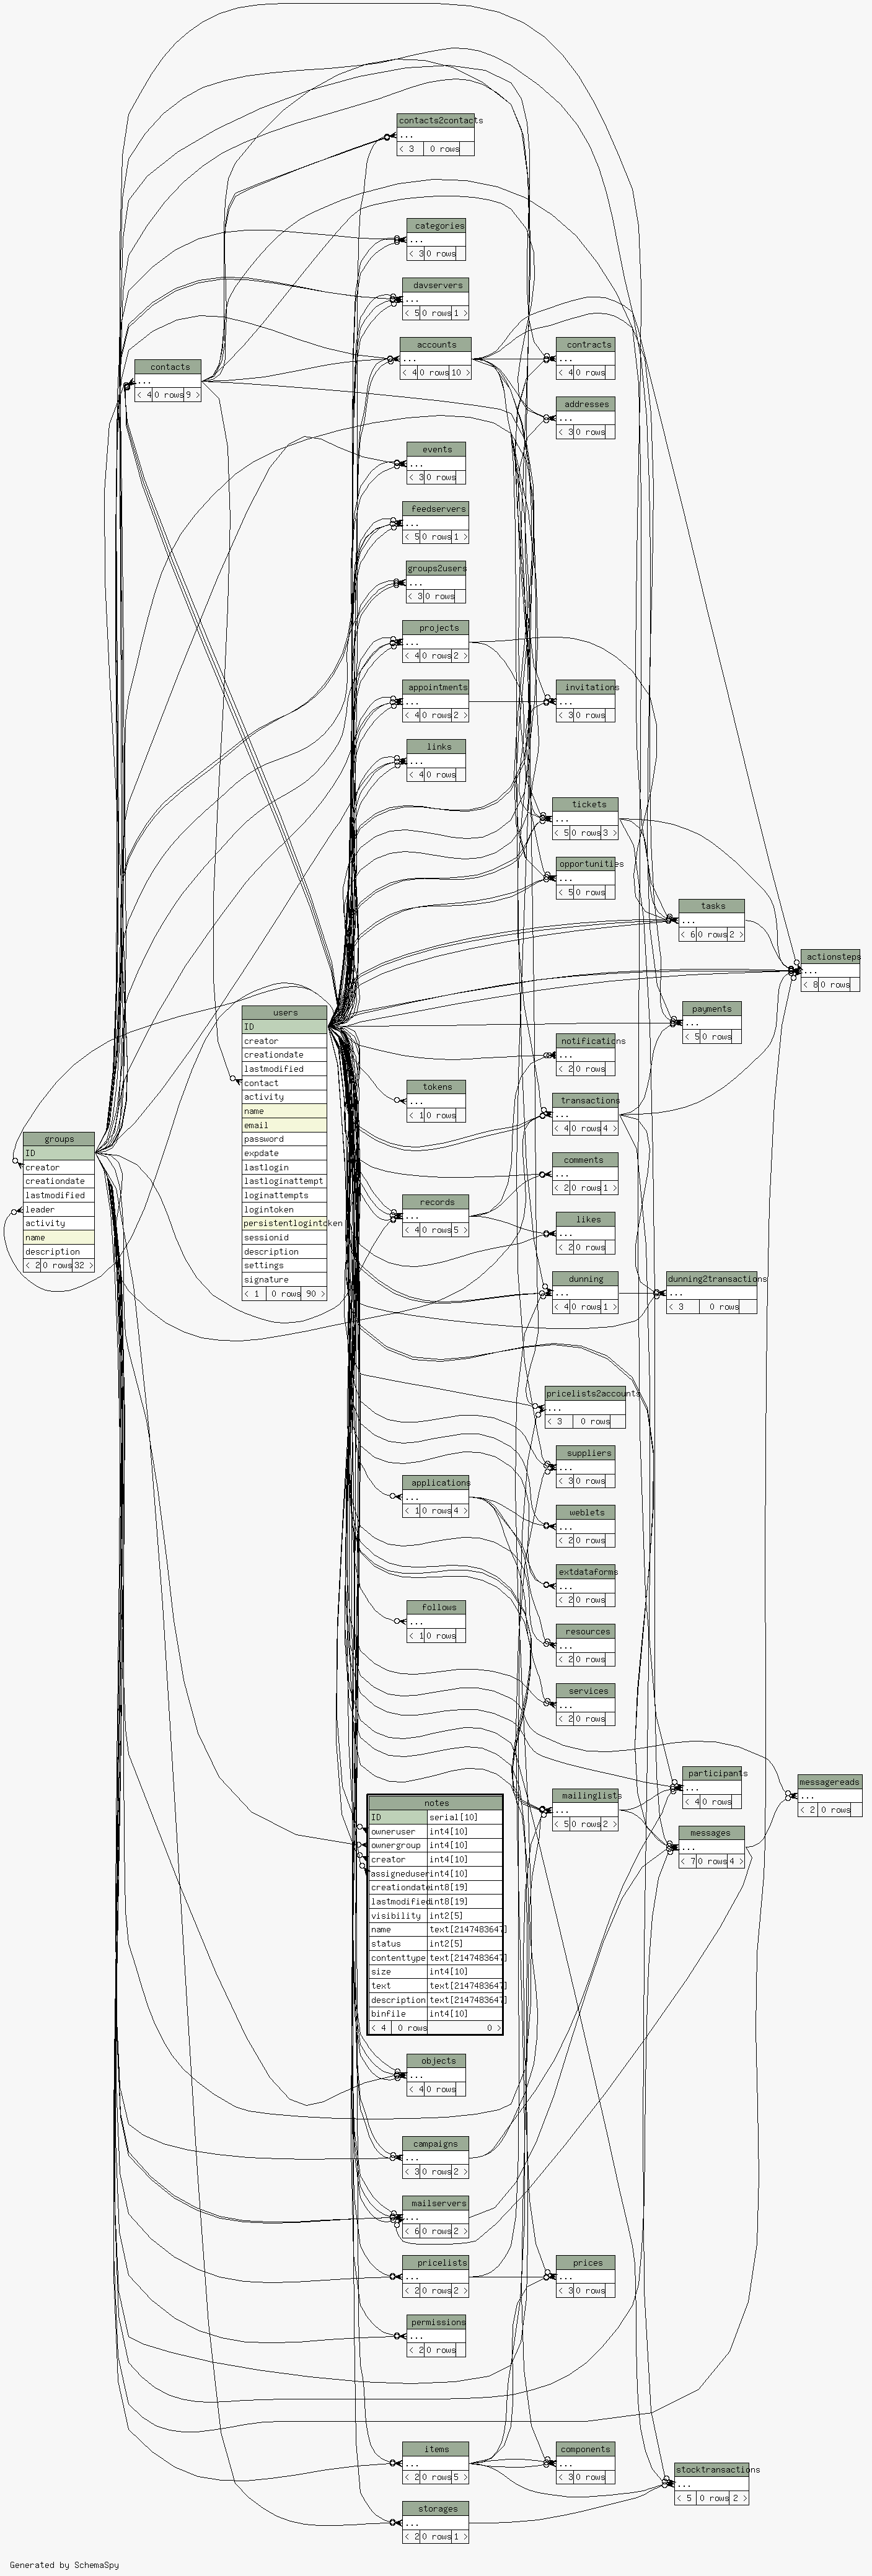 contacts2contacts
...
< 3 0 rows
categories
...
< 3 0 rows
davservers
...
< 5 0 rows 1 >
accounts
...
< 4 0 rows 10 >
contracts
...
< 4 0 rows
contacts
...
< 4 0 rows 9 >
addresses
...
< 3 0 rows
events
...
< 3 0 rows
feedservers
...
< 5 0 rows 1 >
groups2users
...
< 3 0 rows
projects
...
< 4 0 rows 2 >
appointments
...
< 4 0 rows 2 >
invitations
...
< 3 0 rows
links
...
< 4 0 rows
tickets
...
< 5 0 rows 3 >
opportunities
...
< 5 0 rows
tasks
...
< 6 0 rows 2 >
actionsteps
...
< 8 0 rows
payments
...
< 5 0 rows
users
ID
creator
creationdate
lastmodified
contact
activity
name
email
password
expdate
lastlogin
lastloginattempt
loginattempts
logintoken
persistentlogintoken
sessionid
description
settings
signature
< 1 0 rows 90 >
notifications
...
< 2 0 rows
tokens
...
< 1 0 rows
transactions
...
< 4 0 rows 4 >
groups
ID
creator
creationdate
lastmodified
leader
activity
name
description
< 2 0 rows 32 >
comments
...
< 2 0 rows 1 >
records
...
< 4 0 rows 5 >
likes
...
< 2 0 rows
dunning
...
< 4 0 rows 1 >
dunning2transactions
...
< 3 0 rows
pricelists2accounts
...
< 3 0 rows
suppliers
...
< 3 0 rows
applications
...
< 1 0 rows 4 >
weblets
...
< 2 0 rows
extdataforms
...
< 2 0 rows
follows
...
< 1 0 rows
resources
...
< 2 0 rows
services
...
< 2 0 rows
participants
...
< 4 0 rows
messagereads
...
< 2 0 rows
mailinglists
...
< 5 0 rows 2 >
messages
...
< 7 0 rows 4 >
notes
ID serial[10]
owneruser int4[10]
ownergroup int4[10]
creator int4[10]
assigneduser int4[10]
creationdate int8[19]
lastmodified int8[19]
visibility int2[5]
name text[2147483647]
status int2[5]
contenttype text[2147483647]
size int4[10]
text text[2147483647]
description text[2147483647]
binfile int4[10]
< 4 0 rows 0 >
objects
...
< 4 0 rows
campaigns
...
< 3 0 rows 2 >
mailservers
...
< 6 0 rows 2 >
pricelists
...
< 2 0 rows 2 >
prices
...
< 3 0 rows
permissions
...
< 2 0 rows
items
...
< 2 0 rows 5 >
components
...
< 3 0 rows
stocktransactions
...
< 5 0 rows 2 >
storages
...
< 2 0 rows 1 >
Generated by SchemaSpy